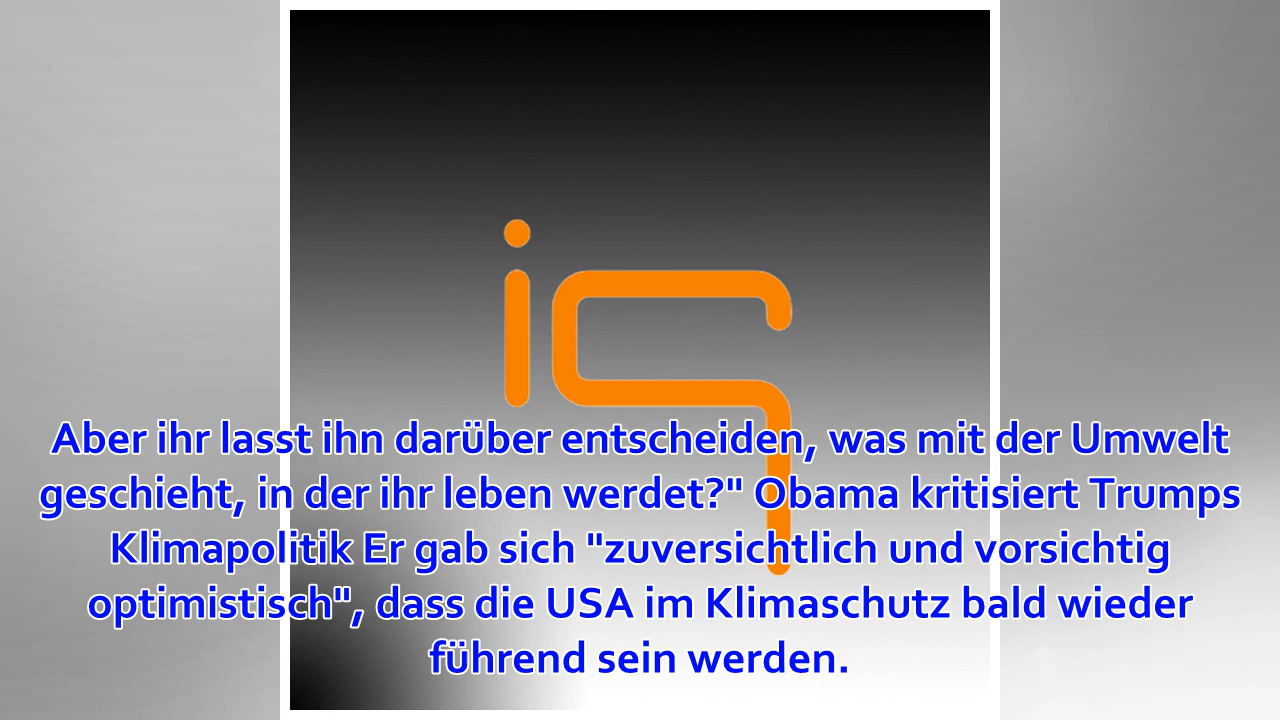 iq
Aber ihr lasst ihn darüber entscheiden, was mit der Umwelt
geschieht, in der ihr leben werdet?" Obama kritisiert Trumps
Klimapolitik Er gab sich "zuversichtlich und vorsichtig
optimistisch", dass die USA im Klimaschutz bald wieder
führend sein werden.